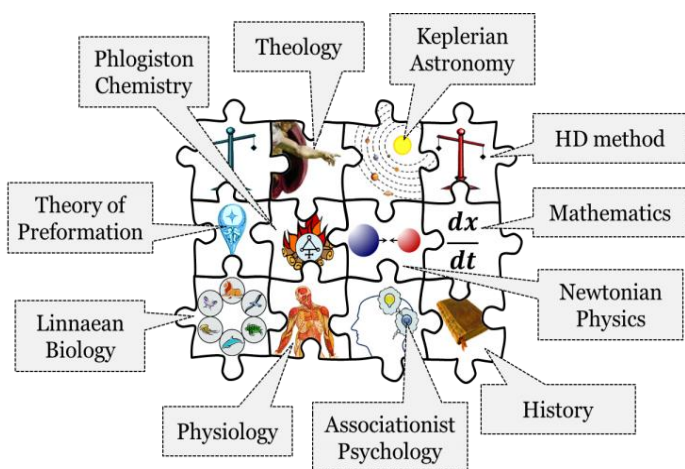 Phlogiston
Chemistry
Theology
Keplerian
Astronomy
HD method
Theory of
Preformation
Mathematics
dx
dt
Newtonian
Physics
Linnaean
Biology
Physiology
Associationist
Psychology
History